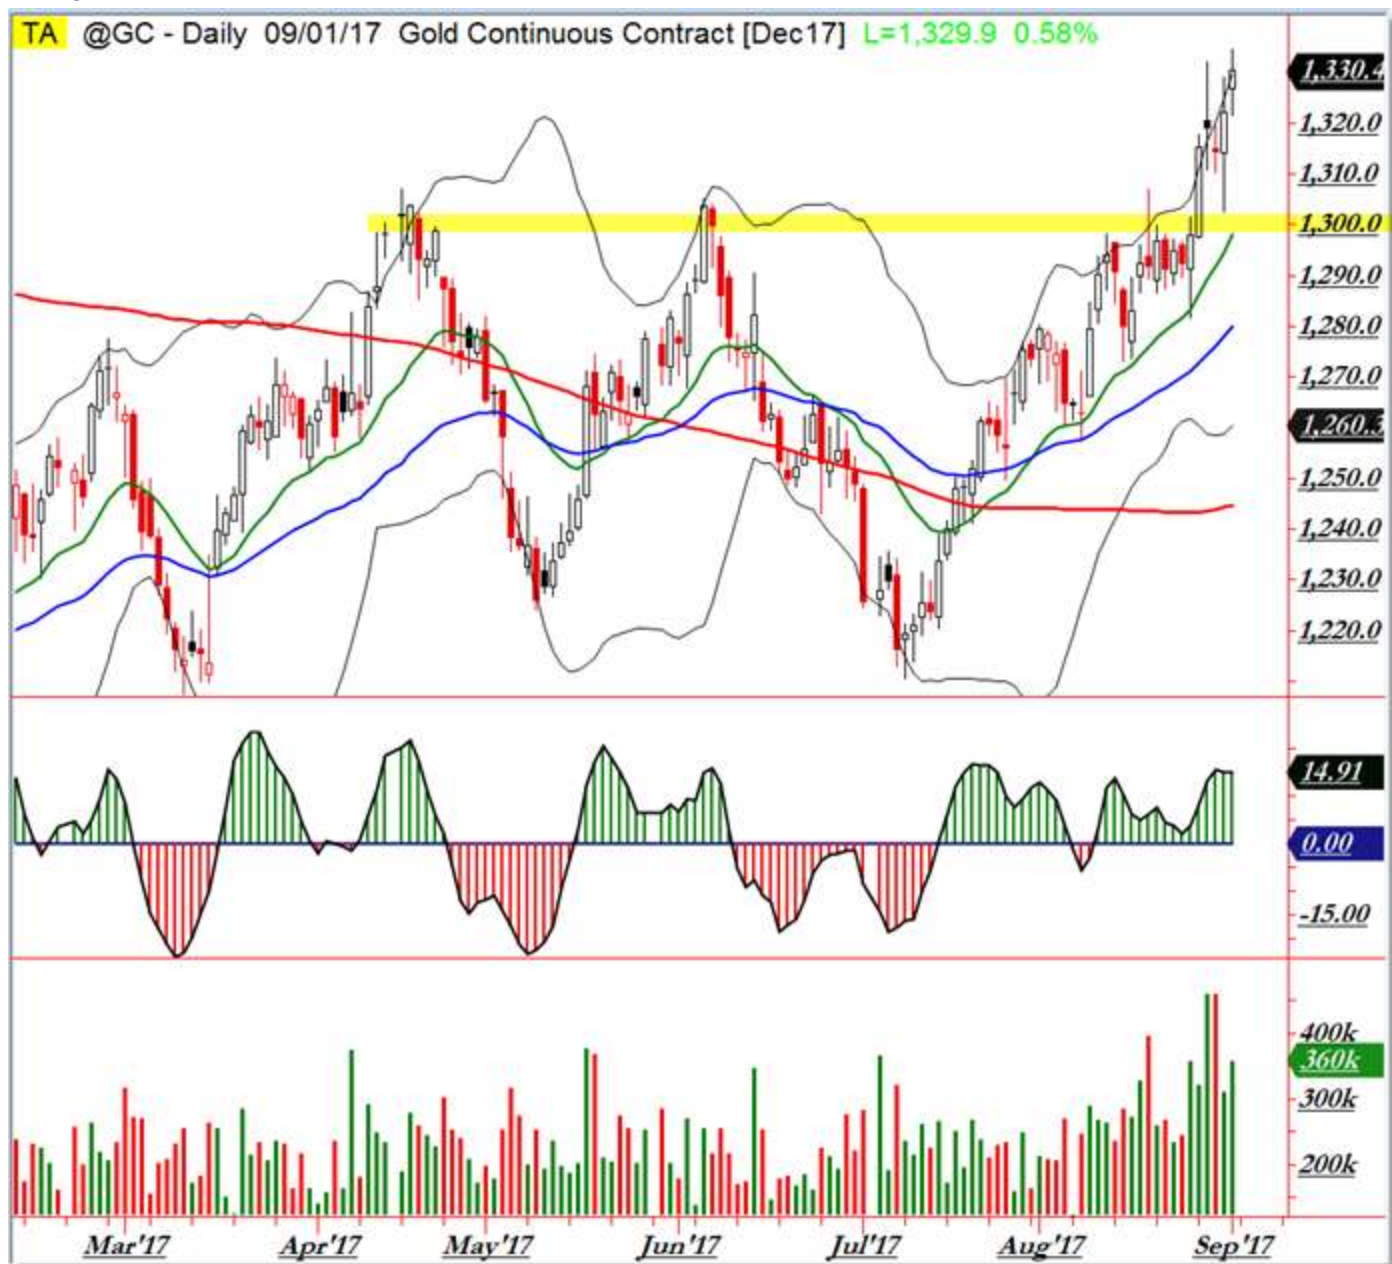 TA @GC - Daily 09/01/17 Gold Continuous Contract [Dec17] L=1,329.9 0.58%
1,330.4
1,320.0
1,310.0
1,300.0
1,290.0
1,280.0
1,270.0
1,260.3
1,250.0
1,240.0
1,230.0
1,220.0
14.91
0.00
-15.00
400k
360k
300k
200k
Mar'17 Apr'17 May'17 Jun'17 Jul'17 Aug'17 Sep'17